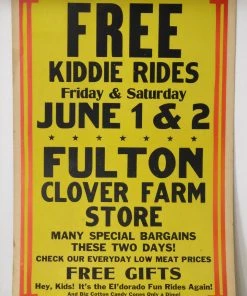 FREE
KIDDIE RIDES
Friday & Saturday
JUNE 1 & 2
FULTON
CLOVER FARM
STORE
MANY SPECIAL BARGAINS
THESE TWO DAYS!
CHECK OUR EVERYDAY LOW MEAT PRICES
FREE GIFTS
Hey, Kids! It's the El'dorado Fun Rides Again!
And Big Cotton Candy Cones Only a Dime!